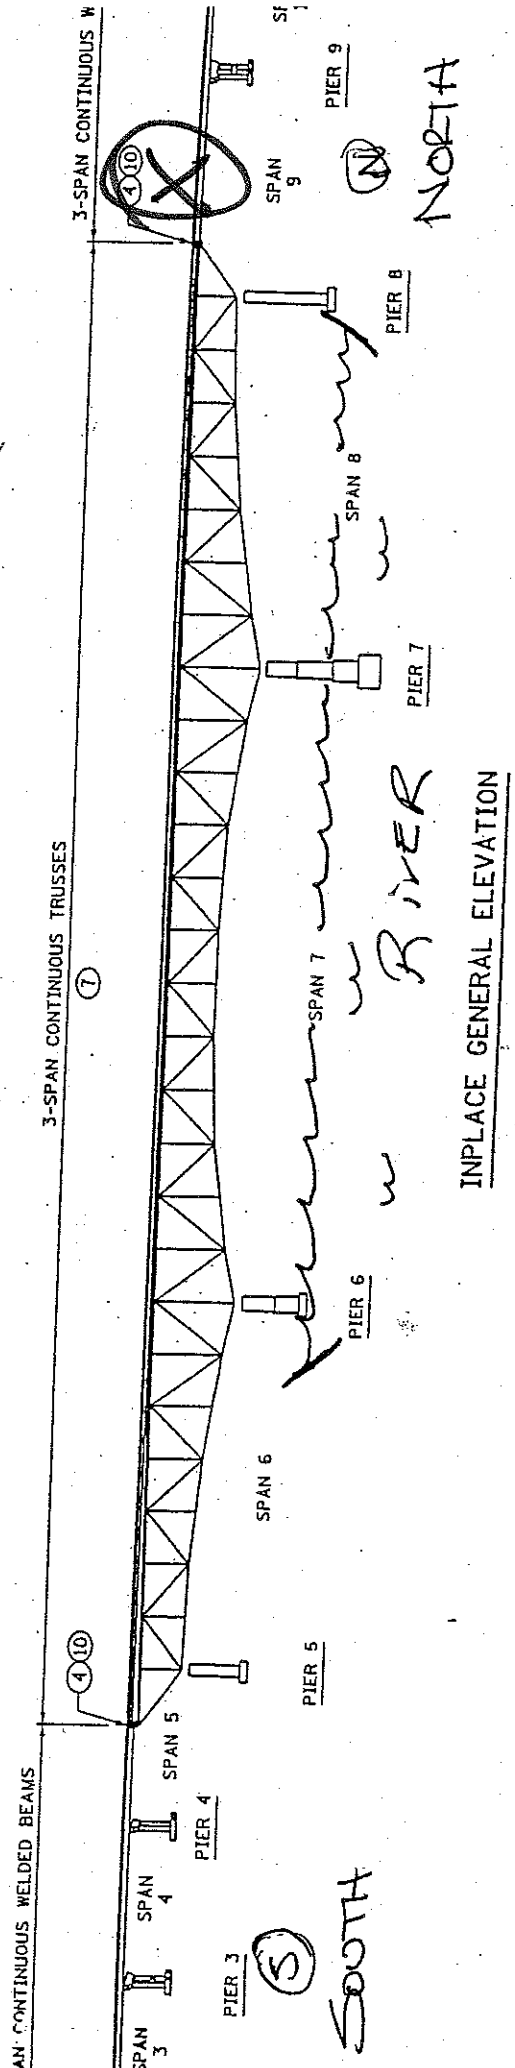 AN CONTINUOUS WELDED BEAMS
3-SPAN CONTINUOUS TRUSSES
3-SPAN CONTINUOUS W
4 10
7
4 10
X
SPAN 3
SPAN 4
SPAN 5
SPAN 6
SPAN 7
SPAN 8
SPAN 9
PIER 3
PIER 4
PIER 5
PIER 6
PIER 7
PIER 8
PIER 9
S
SOUTH
RiVER
N
NORTH
INPLACE GENERAL ELEVATION